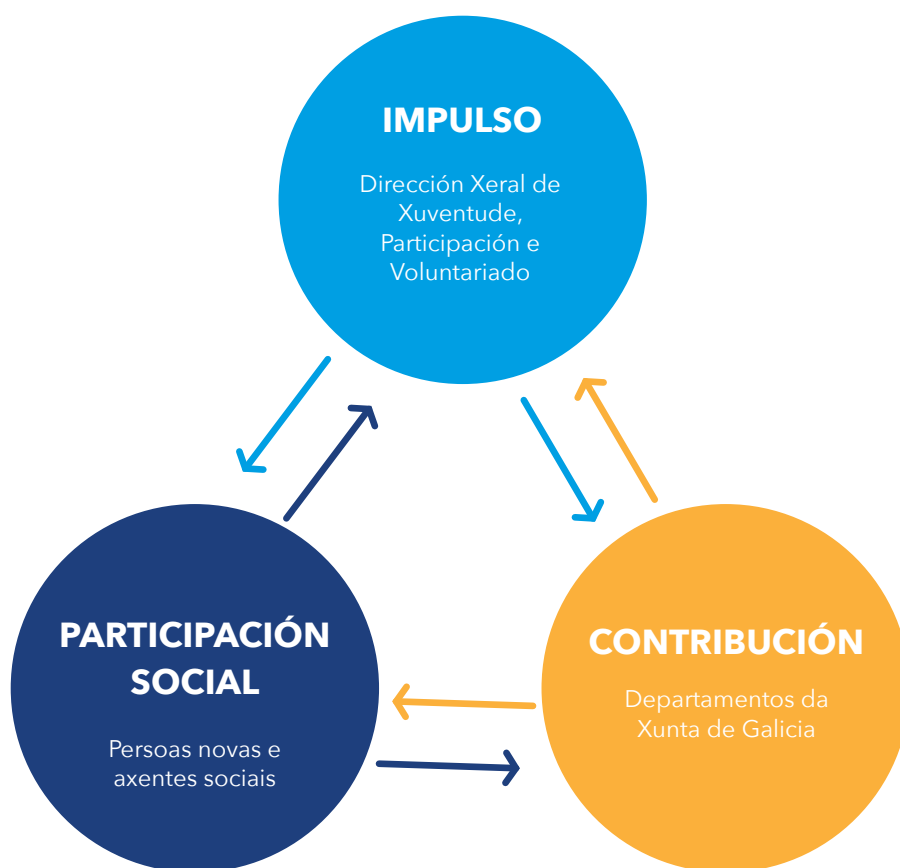 IMPULSO
Dirección Xeral de
Xuventude,
Participación e
Voluntariado
PARTICIPACIÓN
SOCIAL
Persoas novas e
axentes sociais
CONTRIBUCIÓN
Departamentos da
Xunta de Galicia